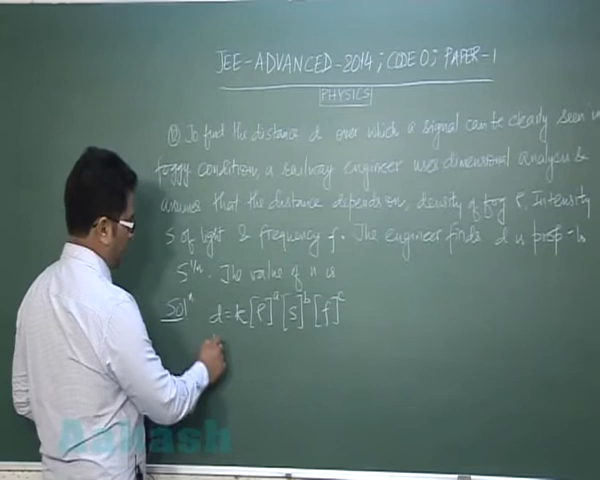 JEE-ADVANCED-2014; CODE 0; PAPER-1
PHYSICS
To find the distance d over which a signal can be clearly seen in
foggy condition, a railway engineer uses dimensional analysis &
assumes that the distance depends on, density of fog ρ, Intensity
S of light & frequency f. The engineer finds d is prop-to
S^1/n. The value of n is
Solⁿ d = k[ρ]^a [S]^b [f]^c
Aakash